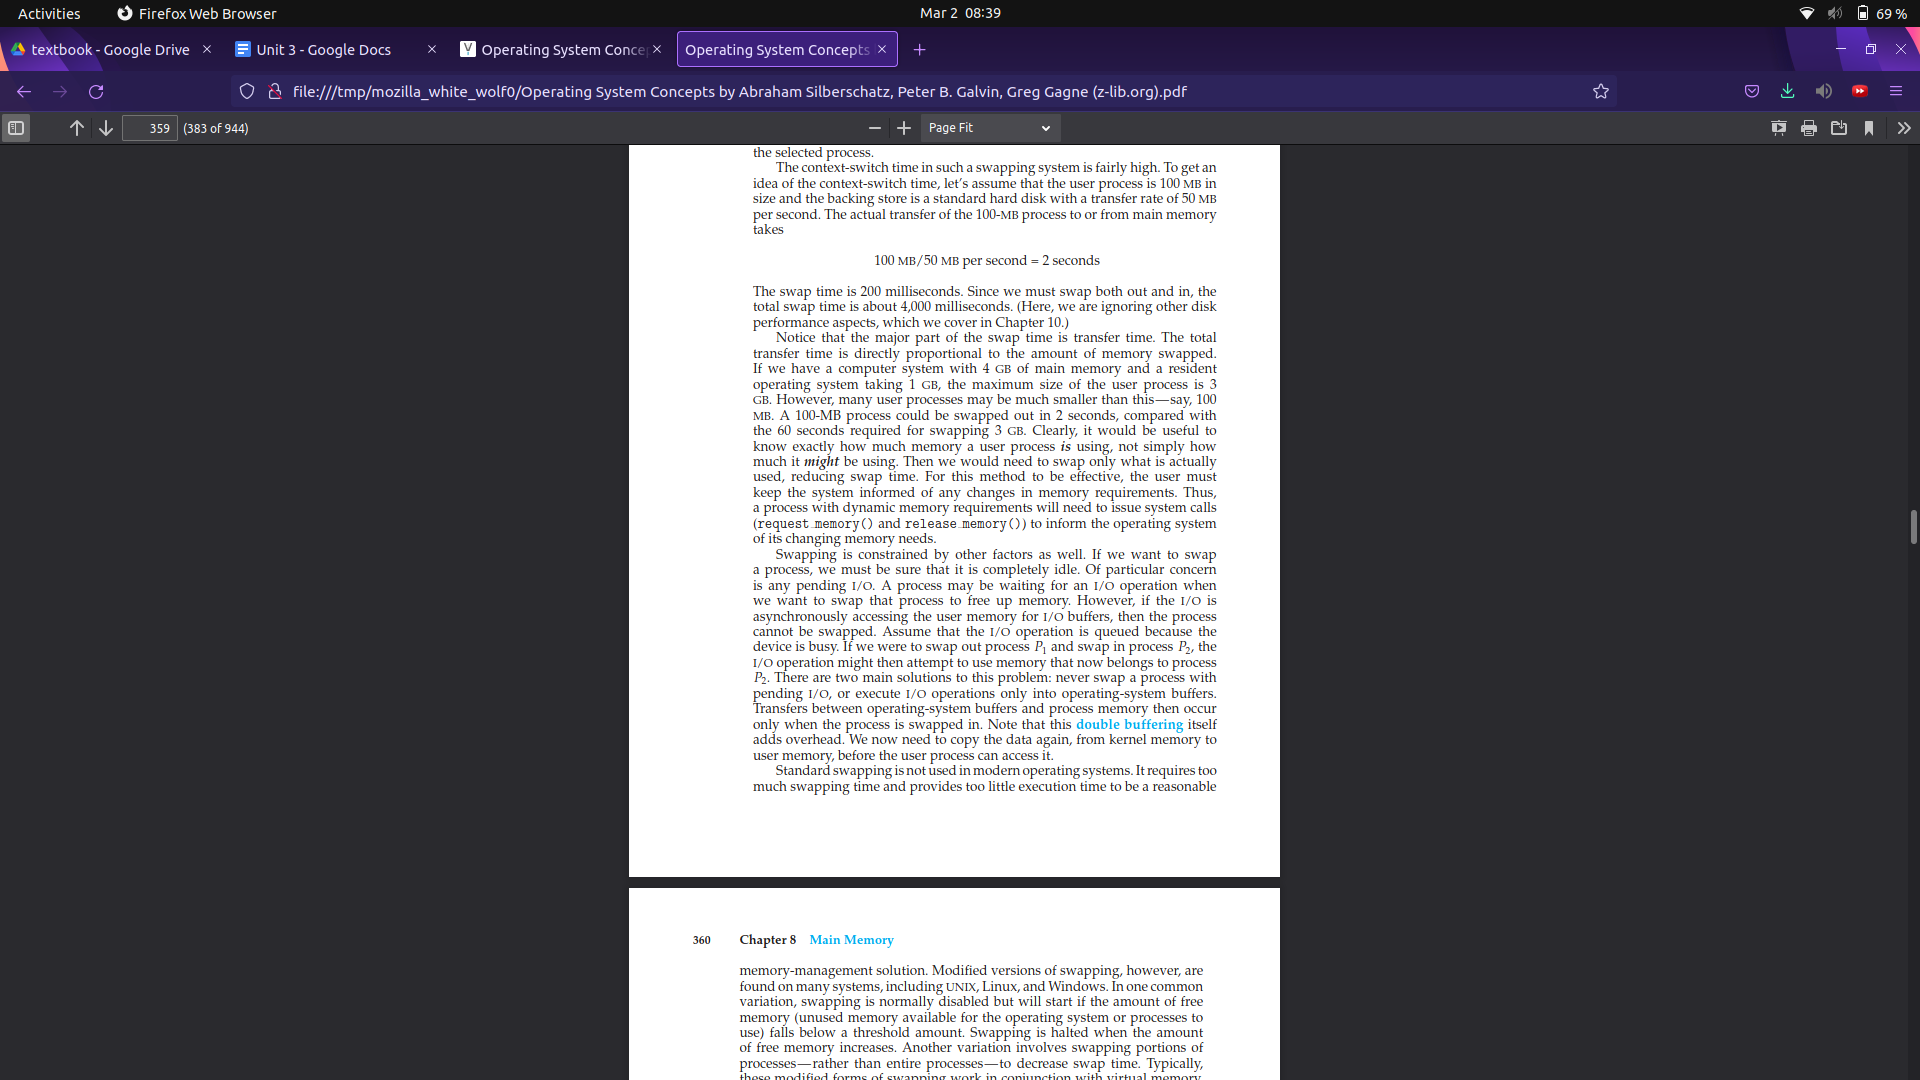 Activities
Firefox Web Browser
Mar 2 08:39
69 %
textbook - Google Drive
Unit 3 - Google Docs
Operating System Conce
Operating System Concepts
file:///tmp/mozilla_white_wolf0/Operating System Concepts by Abraham Silberschatz, Peter B. Galvin, Greg Gagne (z-lib.org).pdf
359
(383 of 944)
Page Fit
the selected process.
The context-switch time in such a swapping system is fairly high. To get an
idea of the context-switch time, let's assume that the user process is 100 MB in
size and the backing store is a standard hard disk with a transfer rate of 50 MB
per second. The actual transfer of the 100-MB process to or from main memory
takes
100 MB/50 MB per second = 2 seconds
The swap time is 200 milliseconds. Since we must swap both out and in, the
total swap time is about 4,000 milliseconds. (Here, we are ignoring other disk
performance aspects, which we cover in Chapter 10.)
Notice that the major part of the swap time is transfer time. The total
transfer time is directly proportional to the amount of memory swapped.
If we have a computer system with 4 GB of main memory and a resident
operating system taking 1 GB, the maximum size of the user process is 3
GB. However, many user processes may be much smaller than this—say, 100
MB. A 100-MB process could be swapped out in 2 seconds, compared with
the 60 seconds required for swapping 3 GB. Clearly, it would be useful to
know exactly how much memory a user process is using, not simply how
much it might be using. Then we would need to swap only what is actually
used, reducing swap time. For this method to be effective, the user must
keep the system informed of any changes in memory requirements. Thus,
a process with dynamic memory requirements will need to issue system calls
(request_memory() and release_memory()) to inform the operating system
of its changing memory needs.
Swapping is constrained by other factors as well. If we want to swap
a process, we must be sure that it is completely idle. Of particular concern
is any pending I/O. A process may be waiting for an I/O operation when
we want to swap that process to free up memory. However, if the I/O is
asynchronously accessing the user memory for I/O buffers, then the process
cannot be swapped. Assume that the I/O operation is queued because the
device is busy. If we were to swap out process P1 and swap in process P2, the
I/O operation might then attempt to use memory that now belongs to process
P2. There are two main solutions to this problem: never swap a process with
pending I/O, or execute I/O operations only into operating-system buffers.
Transfers between operating-system buffers and process memory then occur
only when the process is swapped in. Note that this double buffering itself
adds overhead. We now need to copy the data again, from kernel memory to
user memory, before the user process can access it.
Standard swapping is not used in modern operating systems. It requires too
much swapping time and provides too little execution time to be a reasonable
360 Chapter 8 Main Memory
memory-management solution. Modified versions of swapping, however, are
found on many systems, including UNIX, Linux, and Windows. In one common
variation, swapping is normally disabled but will start if the amount of free
memory (unused memory available for the operating system or processes to
use) falls below a threshold amount. Swapping is halted when the amount
of free memory increases. Another variation involves swapping portions of
processes—rather than entire processes—to decrease swap time. Typically,
these modified forms of swapping work in conjunction with virtual memory,